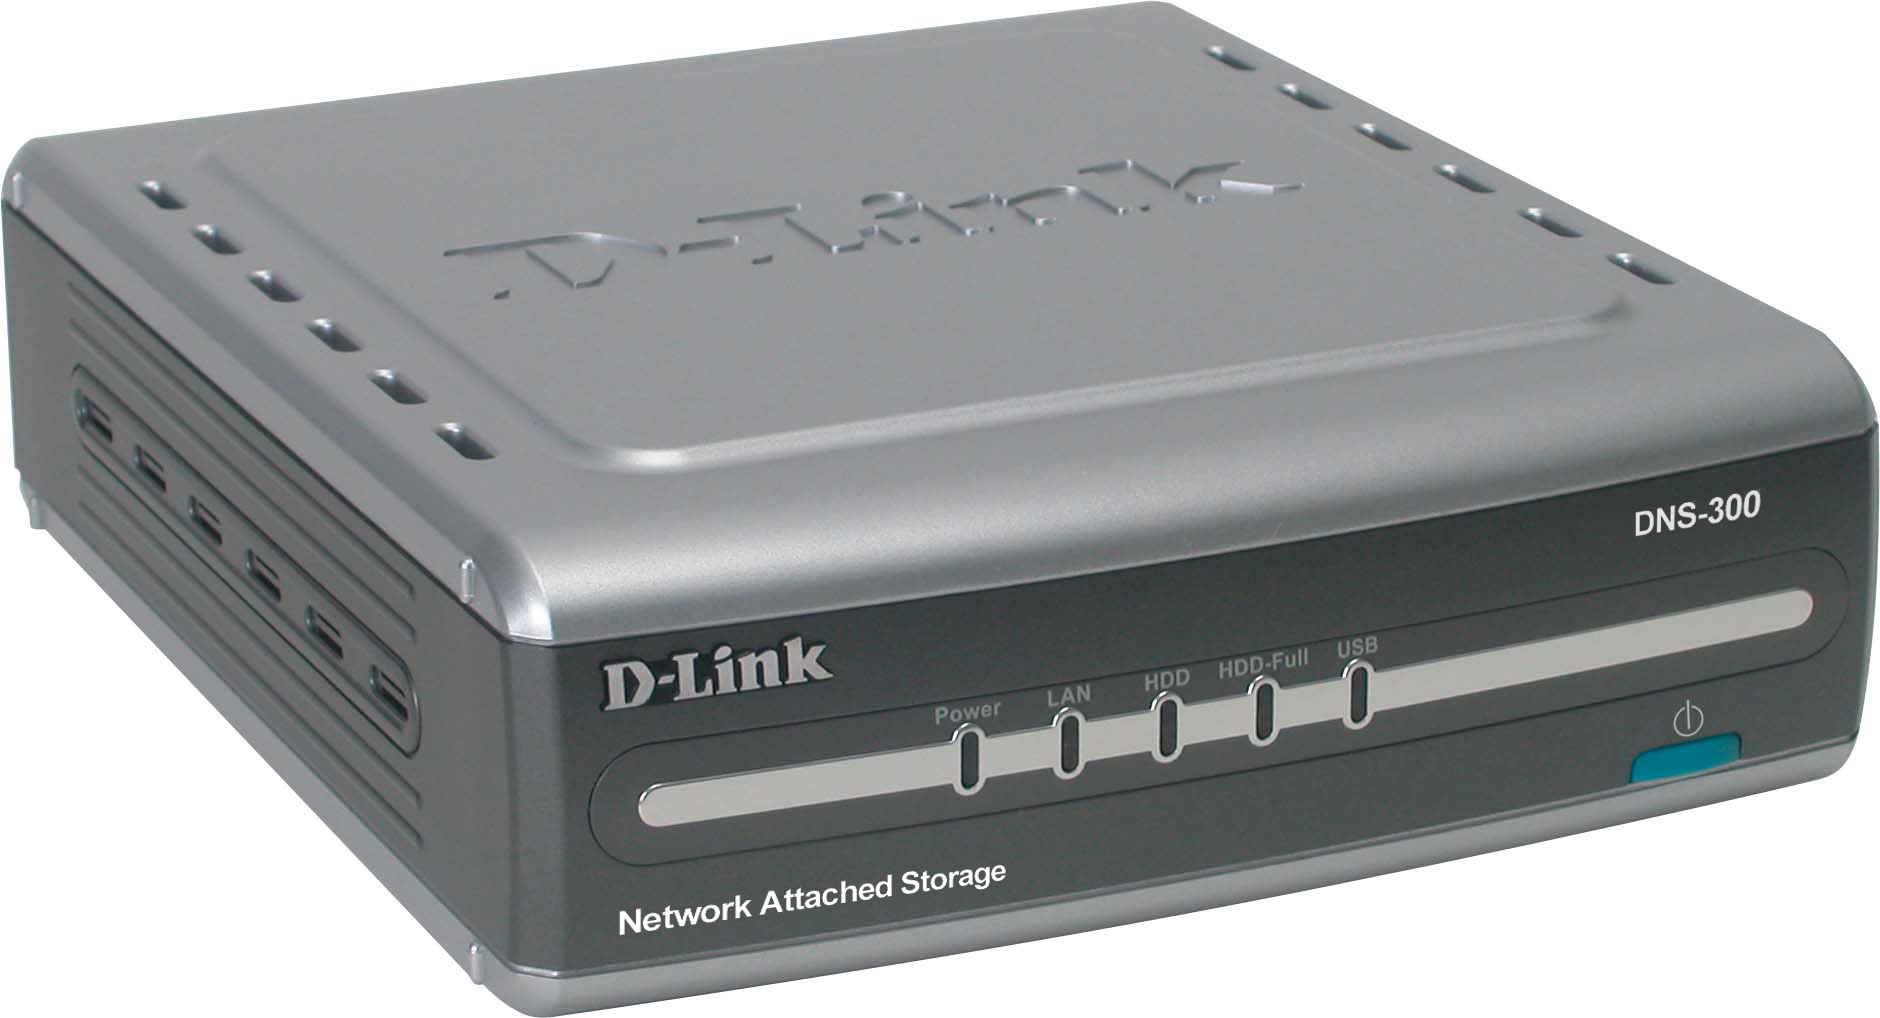 D-Link
DNS-300
D-Link
Power LAN HDD HDD-Full USB
Network Attached Storage